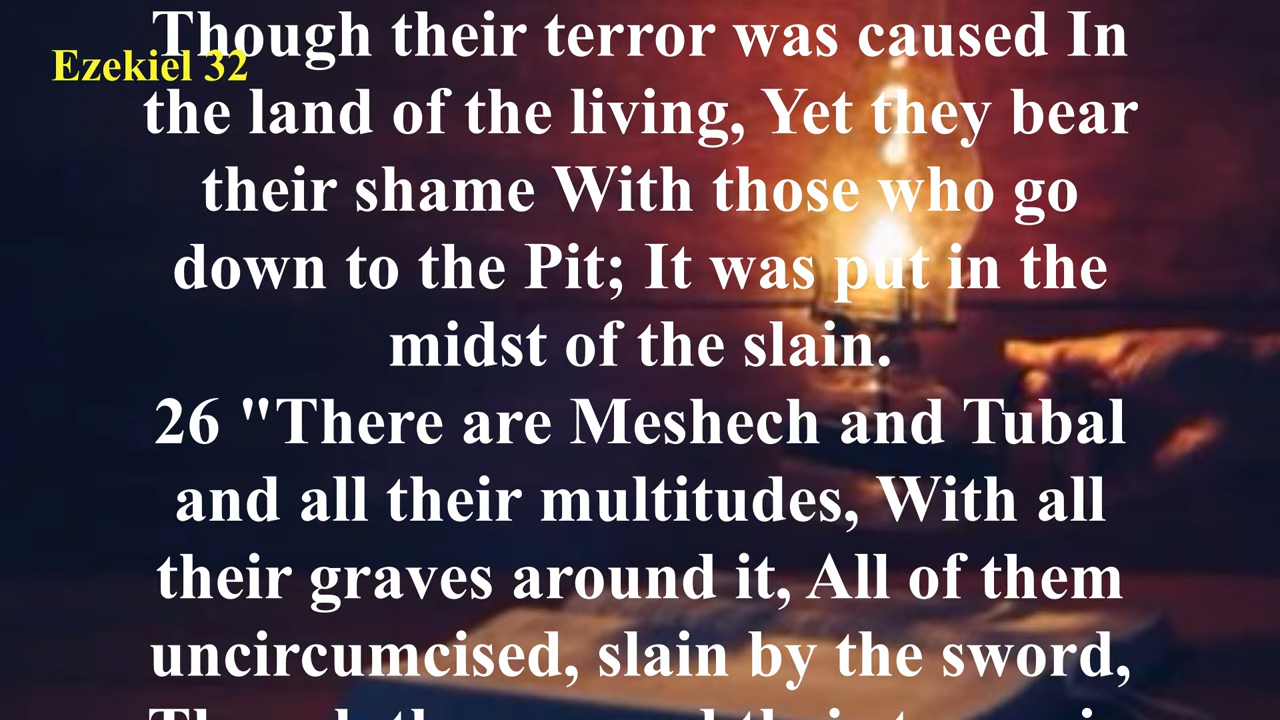 Though their terror was caused In
Ezekiel 32
the land of the living, Yet they bear
their shame With those who go
down to the Pit; It was put in the
midst of the slain.
26 "There are Meshech and Tubal
and all their multitudes, With all
their graves around it, All of them
uncircumcised, slain by the sword,